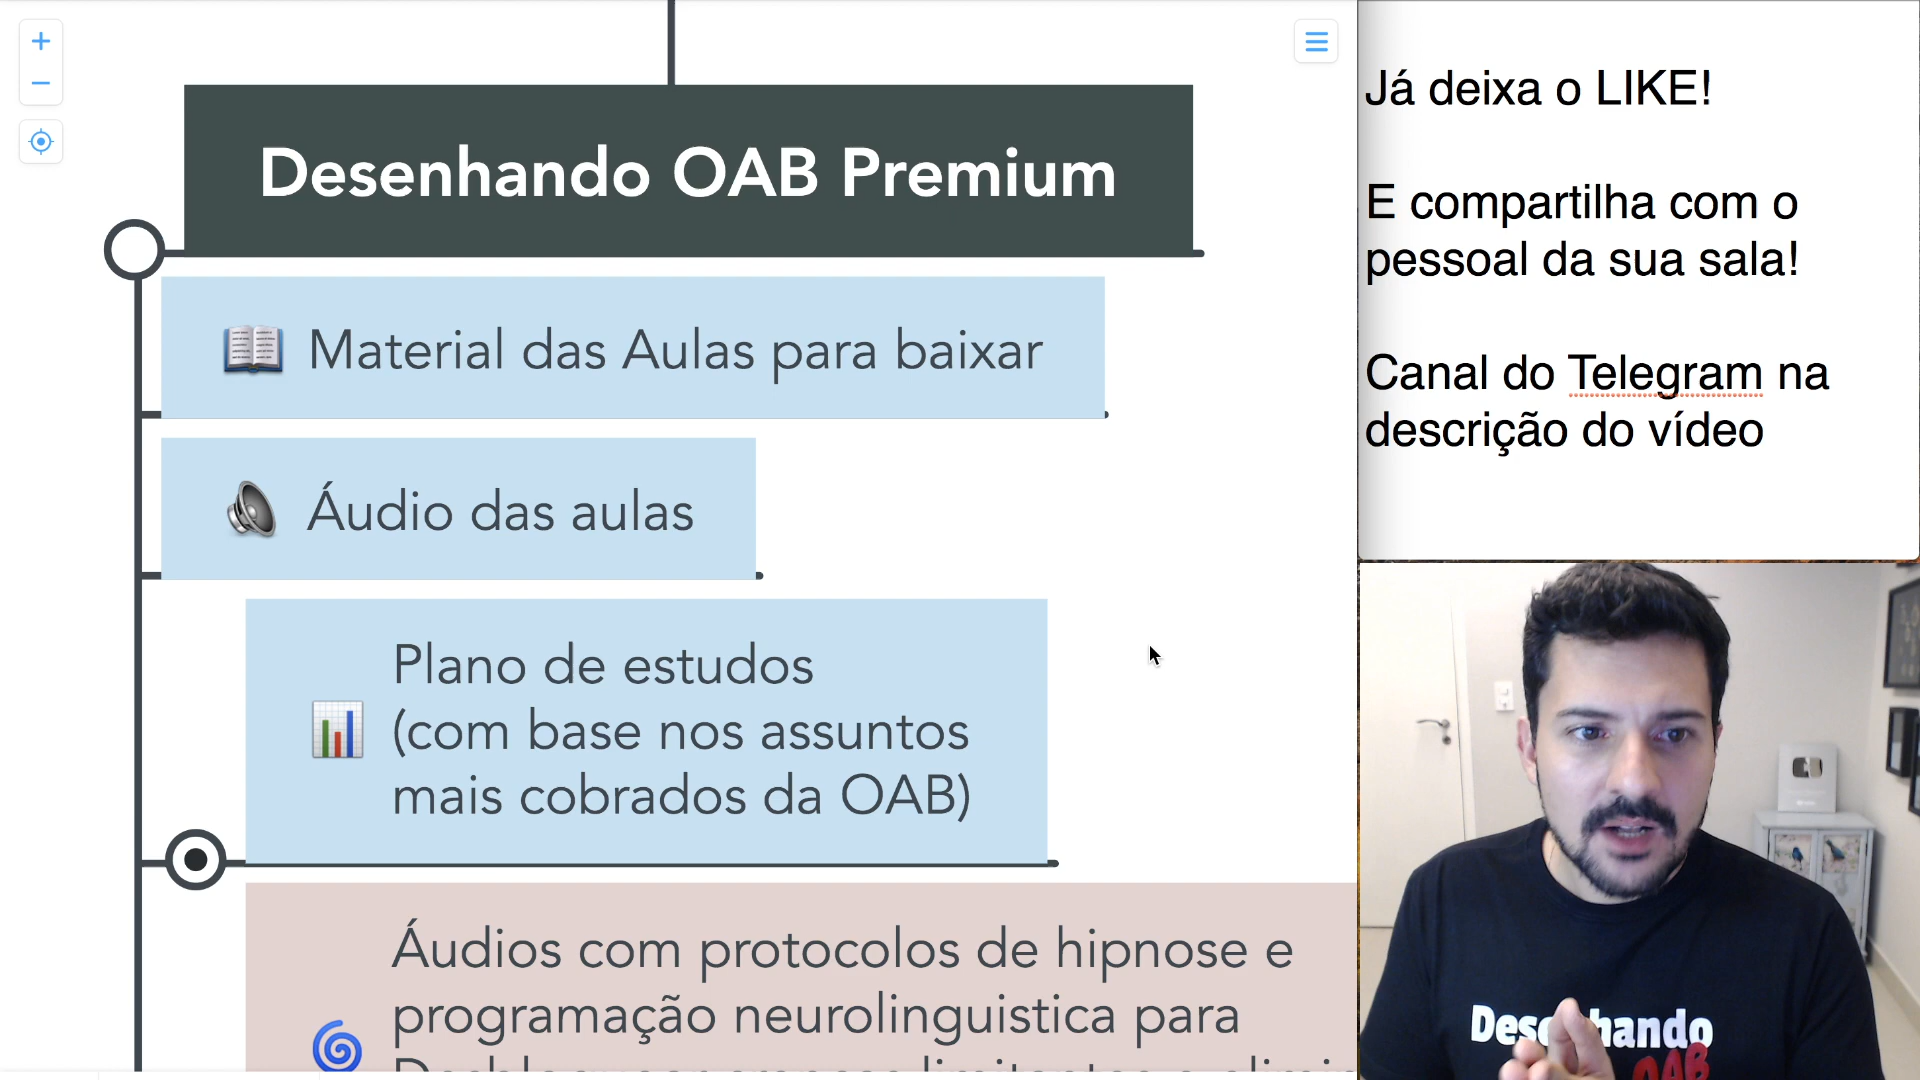 Desenhando OAB Premium
Material das Aulas para baixar
Áudio das aulas
Plano de estudos
(com base nos assuntos
mais cobrados da OAB)
Áudios com protocolos de hipnose e
programação neurolinguistica para
Já deixa o LIKE!
E compartilha com o
pessoal da sua sala!
Canal do Telegram na
descrição do vídeo
OAB